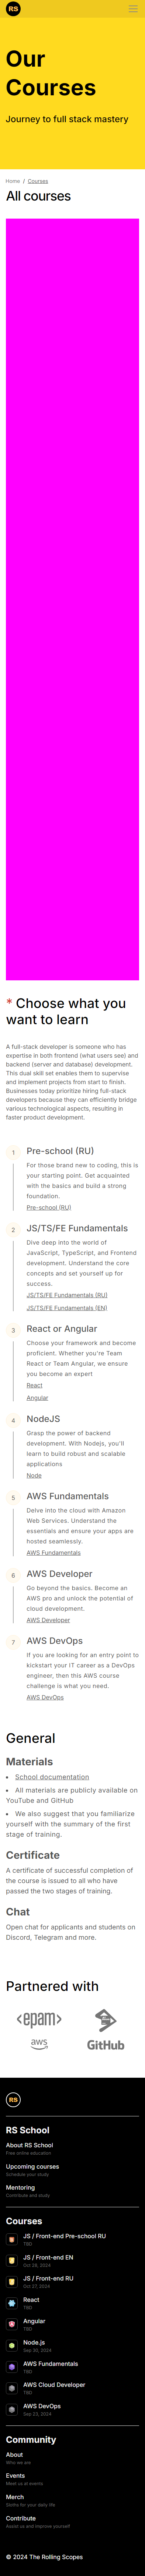 RS
Our
Courses
Journey to full stack mastery
Home / Courses
All courses
* Choose what you
want to learn
A full-stack developer is someone who has
expertise in both frontend (what users see) and
backend (server and database) development.
This dual skill set enables them to supervise
and implement projects from start to finish.
Businesses today prioritize hiring full-stack
developers because they can efficiently bridge
various technological aspects, resulting in
faster product development.
1 Pre-school (RU)
For those brand new to coding, this is
your starting point. Get acquainted
with the basics and build a strong
foundation.
Pre-school (RU)
2 JS/TS/FE Fundamentals
Dive deep into the world of
JavaScript, TypeScript, and Frontend
development. Understand the core
concepts and set yourself up for
success.
JS/TS/FE Fundamentals (RU)
JS/TS/FE Fundamentals (EN)
3 React or Angular
Choose your framework and become
proficient. Whether you're Team
React or Team Angular, we ensure
you become an expert
React
Angular
4 NodeJS
Grasp the power of backend
development. With Nodejs, you'll
learn to build robust and scalable
applications
Node
5 AWS Fundamentals
Delve into the cloud with Amazon
Web Services. Understand the
essentials and ensure your apps are
hosted seamlessly.
AWS Fundamentals
6 AWS Developer
Go beyond the basics. Become an
AWS pro and unlock the potential of
cloud development.
AWS Developer
7 AWS DevOps
If you are looking for an entry point to
kickstart your IT career as a DevOps
engineer, then this AWS course
challenge is what you need.
AWS DevOps
General
Materials
• School documentation
• All materials are publicly available on
YouTube and GitHub
• We also suggest that you familiarize
yourself with the summary of the first
stage of training.
Certificate
A certificate of successful completion of
the course is issued to all who have
passed the two stages of training.
Chat
Open chat for applicants and students on
Discord, Telegram and more.
Partnered with
<epam>
aws
GitHub
RS
RS School
About RS School
Free online education
Upcoming courses
Schedule your study
Mentoring
Contribute and study
Courses
JS / Front-end Pre-school RU
TBD
JS / Front-end EN
Oct 28, 2024
JS / Front-end RU
Oct 27, 2024
React
TBD
Angular
TBD
Node.js
Sep 30, 2024
AWS Fundamentals
TBD
AWS Cloud Developer
TBD
AWS DevOps
Sep 23, 2024
Community
About
Who we are
Events
Meet us at events
Merch
Sloths for your daily life
Contribute
Assist us and improve yourself
© 2024 The Rolling Scopes